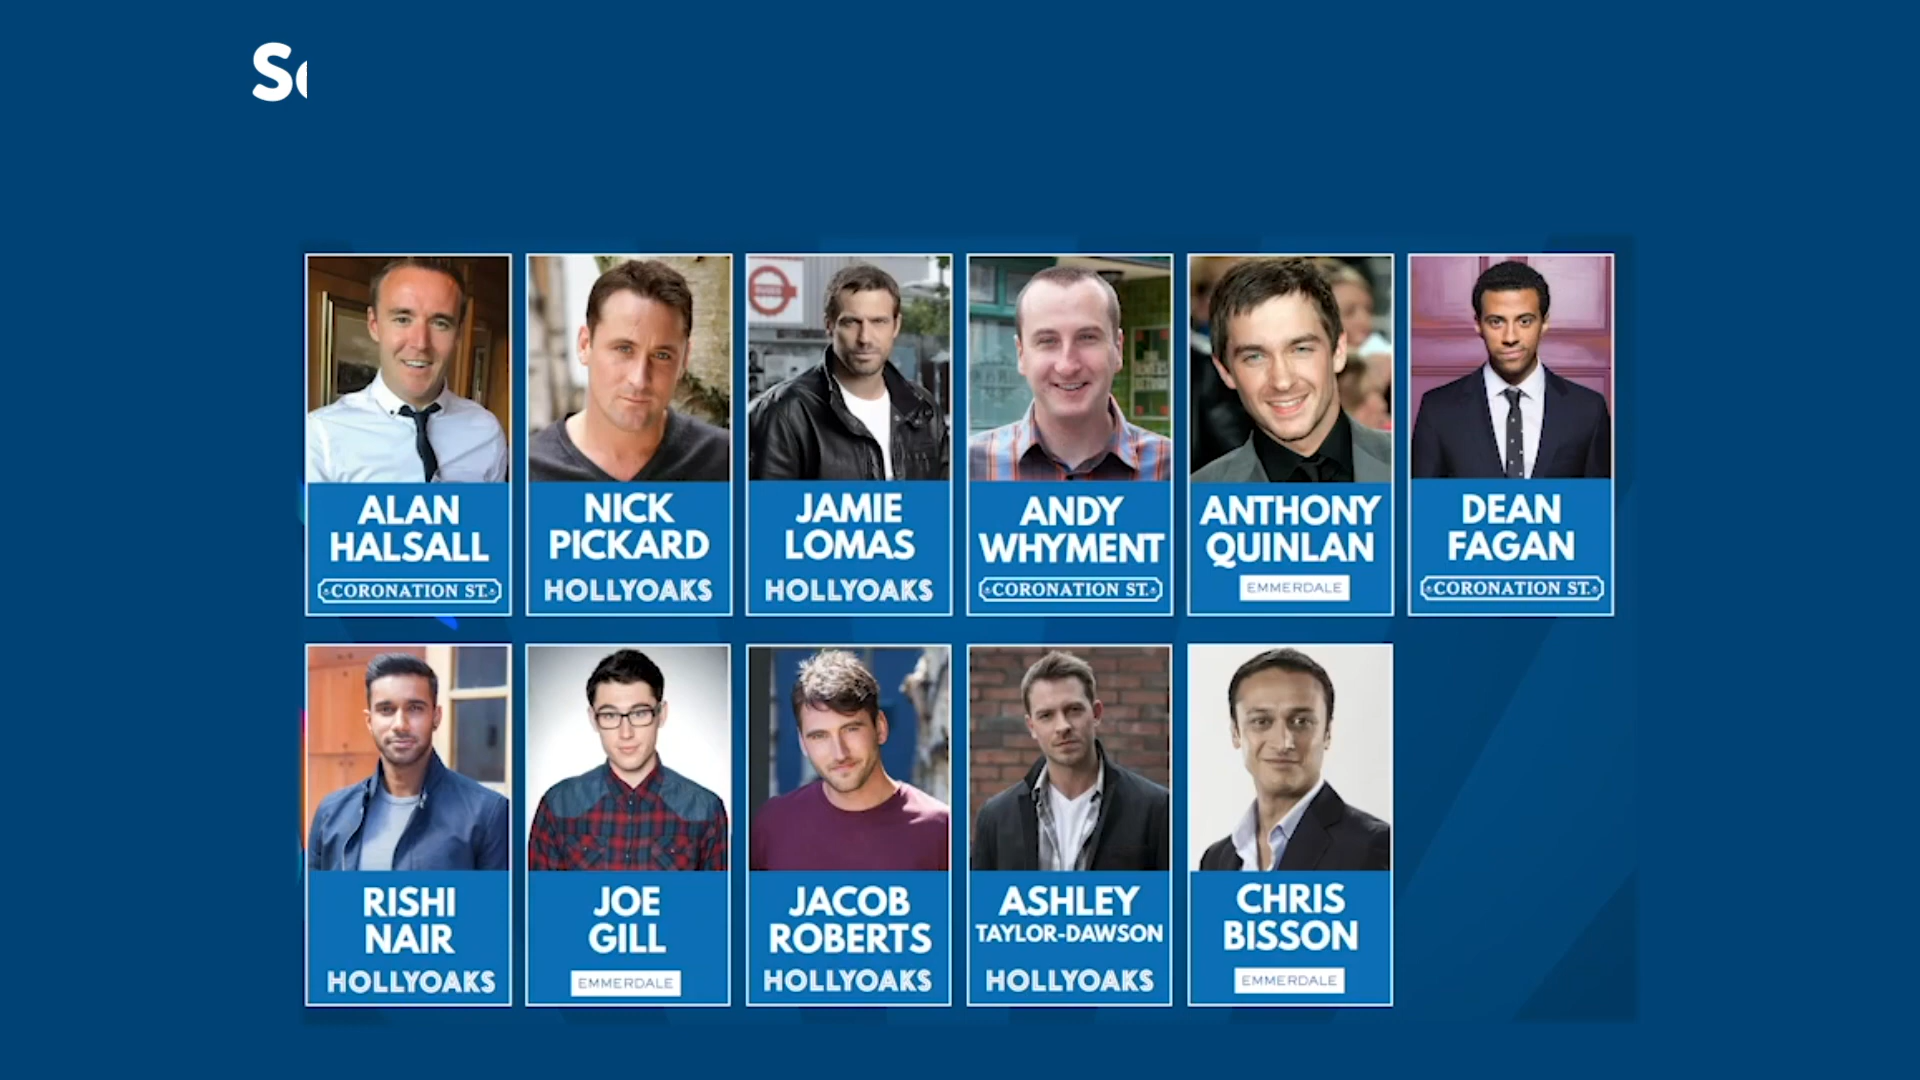 S
ALAN
HALSALL
CORONATION ST.
NICK
PICKARD
HOLLYOAKS
JAMIE
LOMAS
HOLLYOAKS
ANDY
WHYMENT
CORONATION ST.
ANTHONY
QUINLAN
EMMERDALE
DEAN
FAGAN
CORONATION ST.
RISHI
NAIR
HOLLYOAKS
JOE
GILL
EMMERDALE
JACOB
ROBERTS
HOLLYOAKS
ASHLEY
TAYLOR-DAWSON
HOLLYOAKS
CHRIS
BISSON
EMMERDALE